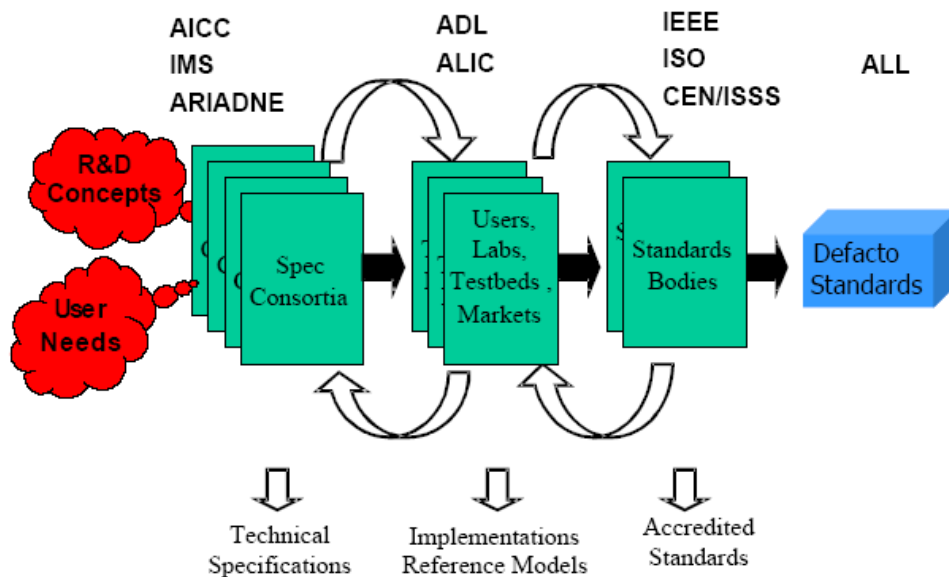 AICC
IMS
ARIADNE
ADL
ALIC
IEEE
ISO
CEN/ISSS
ALL
R&D
Concepts
User
Needs
Spec
Consortia
Users,
Labs,
Testbeds ,
Markets
Standards
Bodies
Defacto
Standards
Technical
Specifications
Implementations
Reference Models
Accredited
Standards